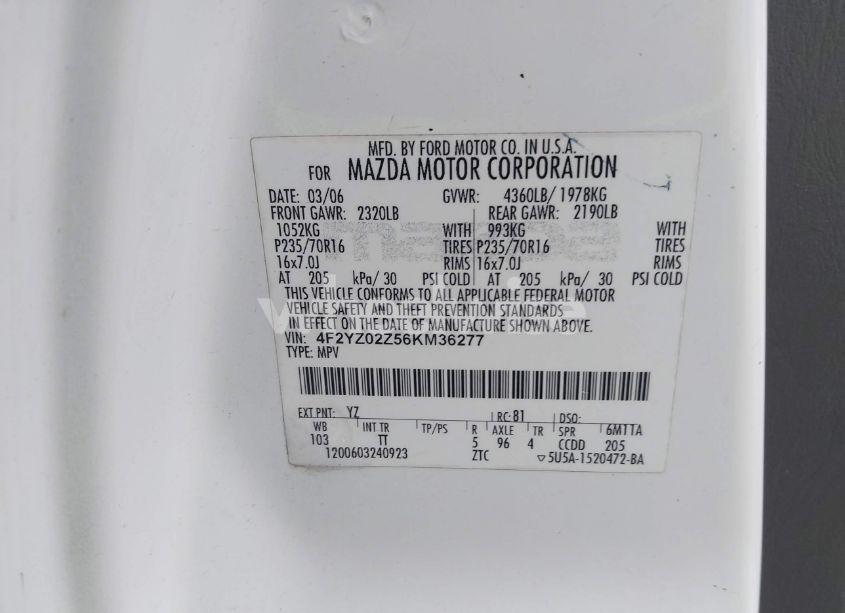 MFD. BY FORD MOTOR CO. IN U.S.A.
FOR MAZDA MOTOR CORPORATION
DATE: 03/06 GVWR: 4360LB/ 1978KG
FRONT GAWR: 2320LB REAR GAWR: 2190LB
1052KG WITH 993KG WITH
P235/70R16 TIRES P235/70R16 TIRES
16x7.0J RIMS 16x7.0J RIMS
AT 205 kPa/ 30 PSI COLD AT 205 kPa/ 30 PSI COLD
THIS VEHICLE CONFORMS TO ALL APPLICABLE FEDERAL MOTOR
VEHICLE SAFETY AND THEFT PREVENTION STANDARDS
IN EFFECT ON THE DATE OF MANUFACTURE SHOWN ABOVE.
VIN: 4F2YZ02Z56KM36277
TYPE: MPV
EXT PNT: YZ RC: 81 DSO:
WB INT TR TP/PS R AXLE TR SPR 6M11A
103 TT 5 96 4 CCDD 205
1200603240923 ZTC ▽5U5A-1520472-BA